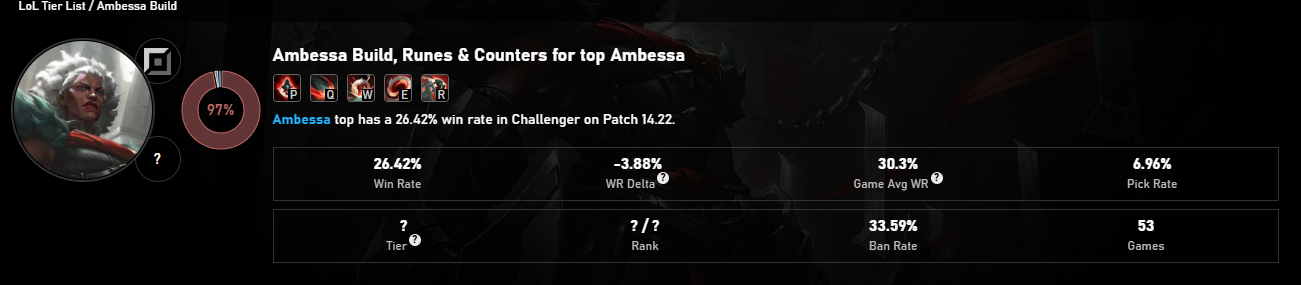 LoL Tier List / Ambessa Build
Ambessa Build, Runes & Counters for top Ambessa
97%
P Q W E R
?
Ambessa top has a 26.42% win rate in Challenger on Patch 14.22.
26.42% -3.88% 30.3% 6.96%
Win Rate WR Delta ? Game Avg WR ? Pick Rate
? ? / ? 33.59% 53
Tier ? Rank Ban Rate Games